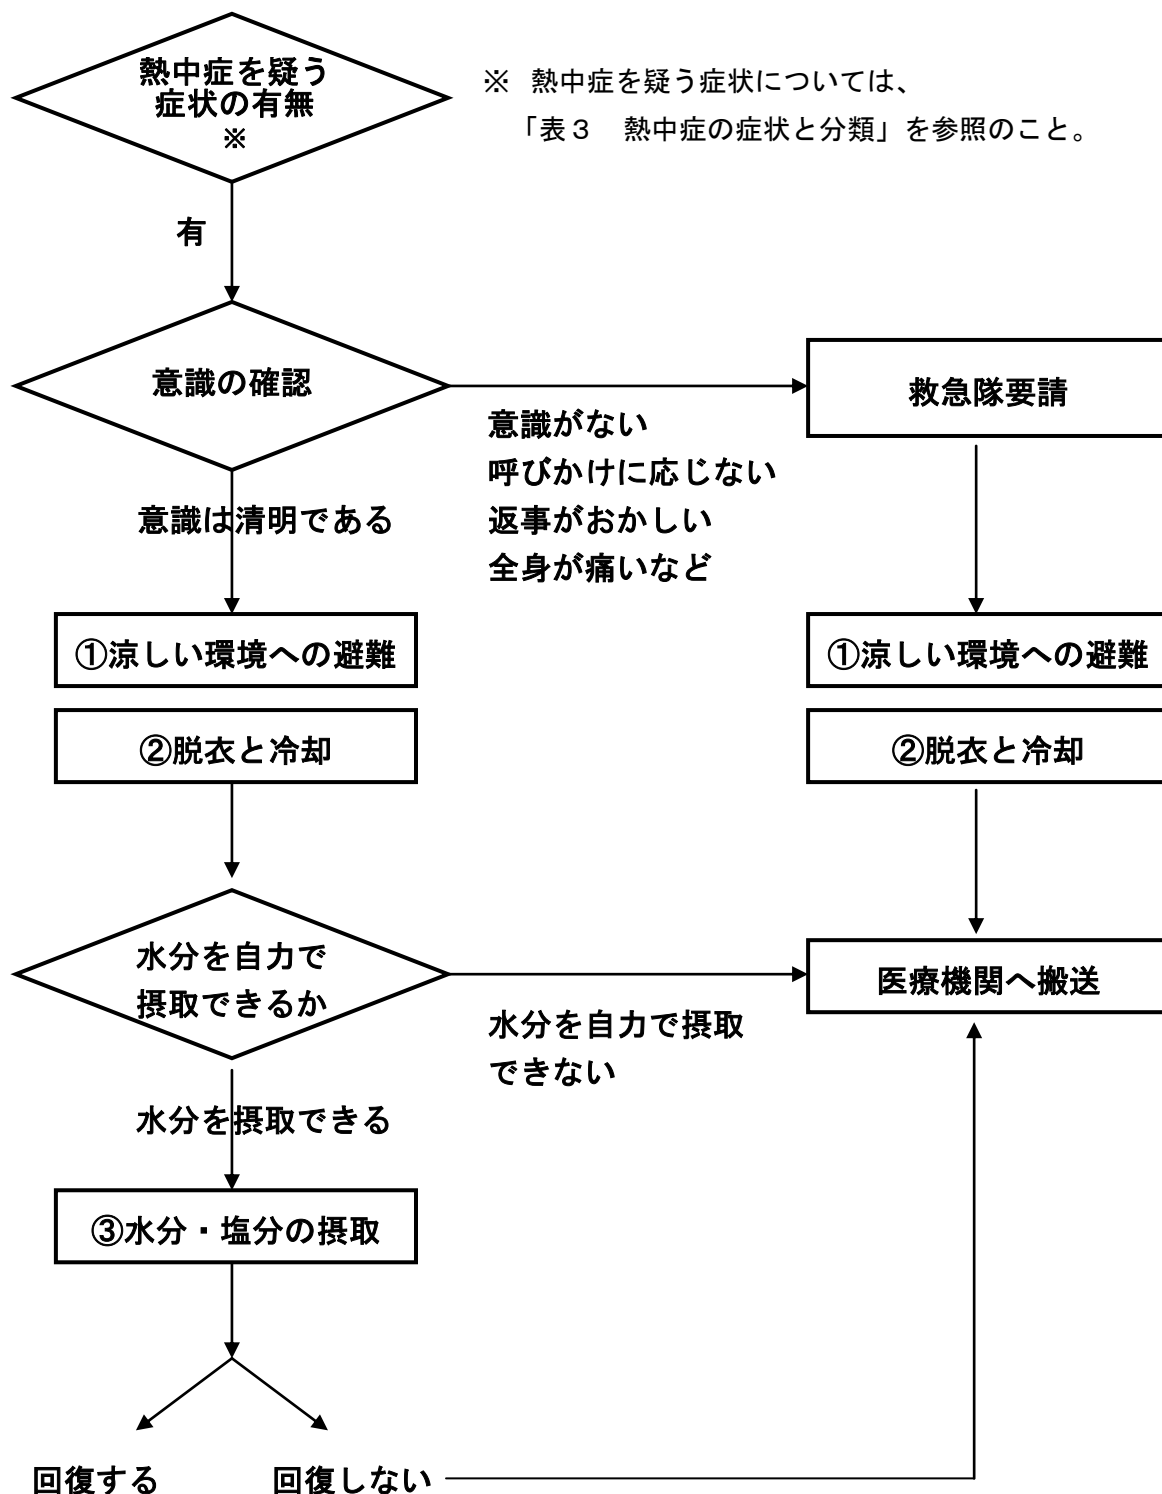 熱中症を疑う
症状の有無
※
※ 熱中症を疑う症状については、
「表３ 熱中症の症状と分類」を参照のこと。
有
意識の確認
救急隊要請
意識がない
呼びかけに応じない
返事がおかしい
全身が痛いなど
意識は清明である
①涼しい環境への避難
①涼しい環境への避難
②脱衣と冷却
②脱衣と冷却
水分を自力で
摂取できるか
医療機関へ搬送
水分を自力で摂取
できない
水分を摂取できる
③水分・塩分の摂取
回復する
回復しない